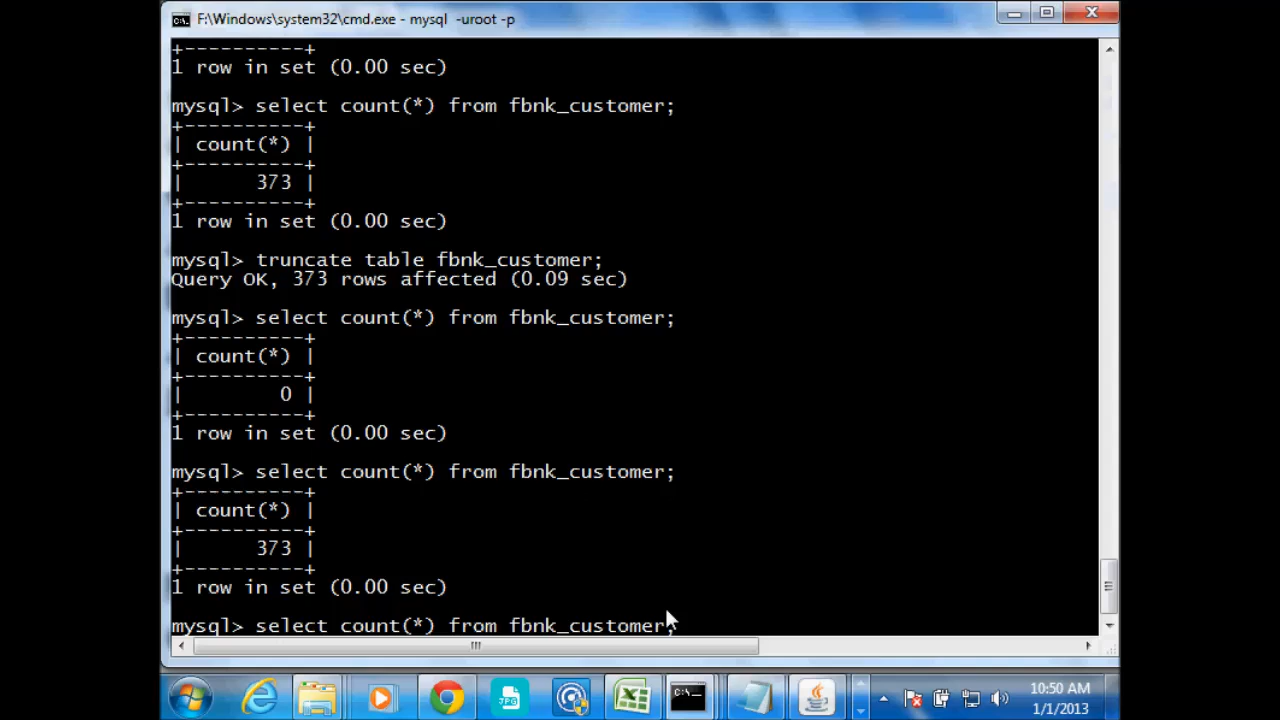 F:\Windows\system32\cmd.exe - mysql  -uroot -p
+----------+
1 row in set (0.00 sec)
mysql> select count(*) from fbnk_customer;
+----------+
| count(*) |
+----------+
|      373 |
+----------+
1 row in set (0.00 sec)
mysql> truncate table fbnk_customer;
Query OK, 373 rows affected (0.09 sec)
mysql> select count(*) from fbnk_customer;
+----------+
| count(*) |
+----------+
|        0 |
+----------+
1 row in set (0.00 sec)
mysql> select count(*) from fbnk_customer;
+----------+
| count(*) |
+----------+
|      373 |
+----------+
1 row in set (0.00 sec)
mysql> select count(*) from fbnk_customer;
JPG
C:\_
10:50 AM
1/1/2013